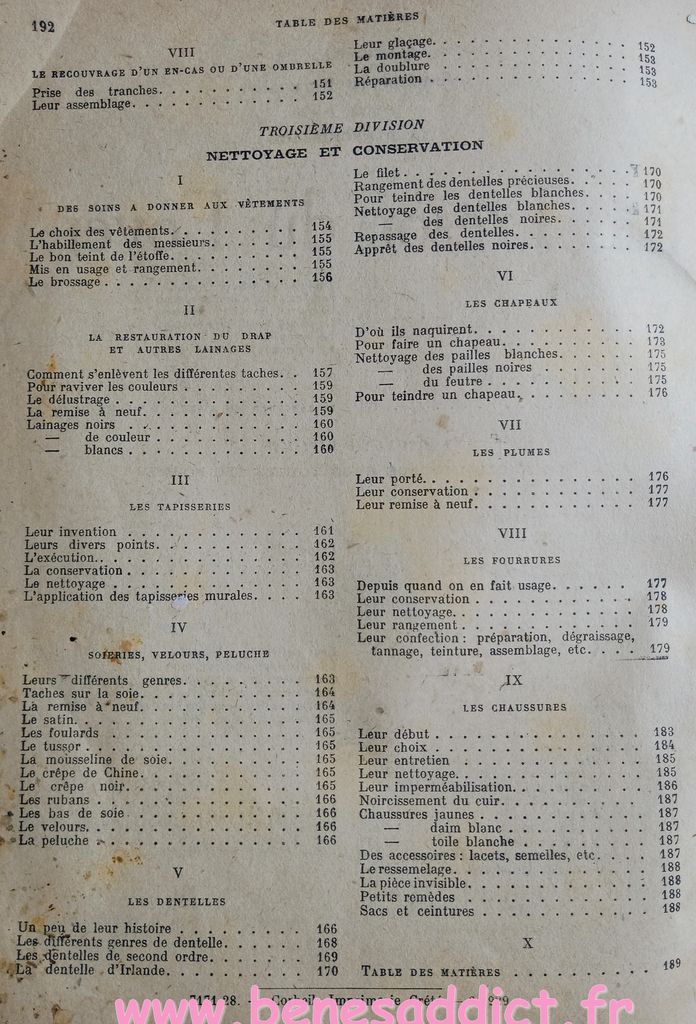 192
TABLE DES MATIÈRES
VIII
LE RECOUVRAGE D'UN EN-CAS OU D'UNE OMBRELLE
Prise des tranches. . . . . . . . . . . 151
Leur assemblage. . . . . . . . . . . . . 152
Leur glaçage. . . . . . . . . . . . . . . 152
Le montage. . . . . . . . . . . . . . . 153
La doublure . . . . . . . . . . . . . . . 153
Réparation . . . . . . . . . . . . . . . 153
TROISIÈME DIVISION
NETTOYAGE ET CONSERVATION
I
DES SOINS A DONNER AUX VÊTEMENTS
Le choix des vêtements. . . . . . . . . . 154
L'habillement des messieurs. . . . . . . . 155
Le bon teint de l'étoffe. . . . . . . . . . 155
Mis en usage et rangement. . . . . . . . . 155
Le brossage . . . . . . . . . . . . . . . 156
II
LA RESTAURATION DU DRAP
ET AUTRES LAINAGES
Comment s'enlèvent les différentes taches. . . 157
Pour raviver les couleurs . . . . . . . . . 159
Le délustrage . . . . . . . . . . . . . . 159
La remise à neuf. . . . . . . . . . . . . 159
Lainages noirs . . . . . . . . . . . . . . 160
— de couleur . . . . . . . . . . . . 160
— blancs . . . . . . . . . . . . . . 160
III
LES TAPISSERIES
Leur invention . . . . . . . . . . . . . . 161
Leurs divers points. . . . . . . . . . . . 162
L'exécution. . . . . . . . . . . . . . . 162
La conservation . . . . . . . . . . . . . 163
Le nettoyage . . . . . . . . . . . . . . 163
L'application des tapisseries murales. . . . 163
IV
SOIERIES, VELOURS, PELUCHE
Leurs différents genres. . . . . . . . . . 163
Taches sur la soie. . . . . . . . . . . . 164
La remise à neuf. . . . . . . . . . . . . 164
Le satin. . . . . . . . . . . . . . . . . 165
Les foulards . . . . . . . . . . . . . . 165
Le tussor . . . . . . . . . . . . . . . . 165
La mousseline de soie. . . . . . . . . . . 165
Le crêpe de Chine. . . . . . . . . . . . . 165
Le crêpe noir. . . . . . . . . . . . . . 165
Les rubans . . . . . . . . . . . . . . . 166
Les bas de soie . . . . . . . . . . . . . 166
Le velours. . . . . . . . . . . . . . . . 166
La peluche . . . . . . . . . . . . . . . 166
V
LES DENTELLES
Un peu de leur histoire . . . . . . . . . . 166
Les différents genres de dentelle. . . . . . 168
Les dentelles de second ordre. . . . . . . . 169
La dentelle d'Irlande. . . . . . . . . . . 170
Le filet. . . . . . . . . . . . . . . . . 170
Rangement des dentelles précieuses. . . . . 170
Pour teindre les dentelles blanches. . . . . 170
Nettoyage des dentelles blanches. . . . . . 171
— des dentelles noires. . . . . . . 171
Repassage des dentelles. . . . . . . . . . 172
Apprêt des dentelles noires. . . . . . . . 172
VI
LES CHAPEAUX
D'où ils naquirent. . . . . . . . . . . . 172
Pour faire un chapeau. . . . . . . . . . . 173
Nettoyage des pailles blanches. . . . . . . 175
— des pailles noires . . . . . . . . 175
— du feutre . . . . . . . . . . . . 175
Pour teindre un chapeau. . . . . . . . . . 176
VII
LES PLUMES
Leur porté. . . . . . . . . . . . . . . . 176
Leur conservation . . . . . . . . . . . . 177
Leur remise à neuf. . . . . . . . . . . . 177
VIII
LES FOURRURES
Depuis quand on en fait usage. . . . . . . 177
Leur conservation . . . . . . . . . . . . 178
Leur nettoyage. . . . . . . . . . . . . . 178
Leur rangement . . . . . . . . . . . . . 179
Leur confection : préparation, dégraissage,
tannage, teinture, assemblage, etc. . . . . 179
IX
LES CHAUSSURES
Leur début . . . . . . . . . . . . . . . 183
Leur choix . . . . . . . . . . . . . . . 184
Leur entretien . . . . . . . . . . . . . . 185
Leur nettoyage. . . . . . . . . . . . . . 185
Leur imperméabilisation. . . . . . . . . . 186
Noircissement du cuir. . . . . . . . . . . 187
Chaussures jaunes . . . . . . . . . . . . 187
— daim blanc . . . . . . . . . . . 187
— toile blanche . . . . . . . . . . 187
Des accessoires : lacets, semelles, etc. . . . 187
Le ressemelage. . . . . . . . . . . . . . 188
La pièce invisible. . . . . . . . . . . . 188
Petits remèdes . . . . . . . . . . . . . . 188
Sacs et ceintures . . . . . . . . . . . . 188
X
TABLE DES MATIÈRES . . . . . . . . . . 189
www.benesaddict.fr